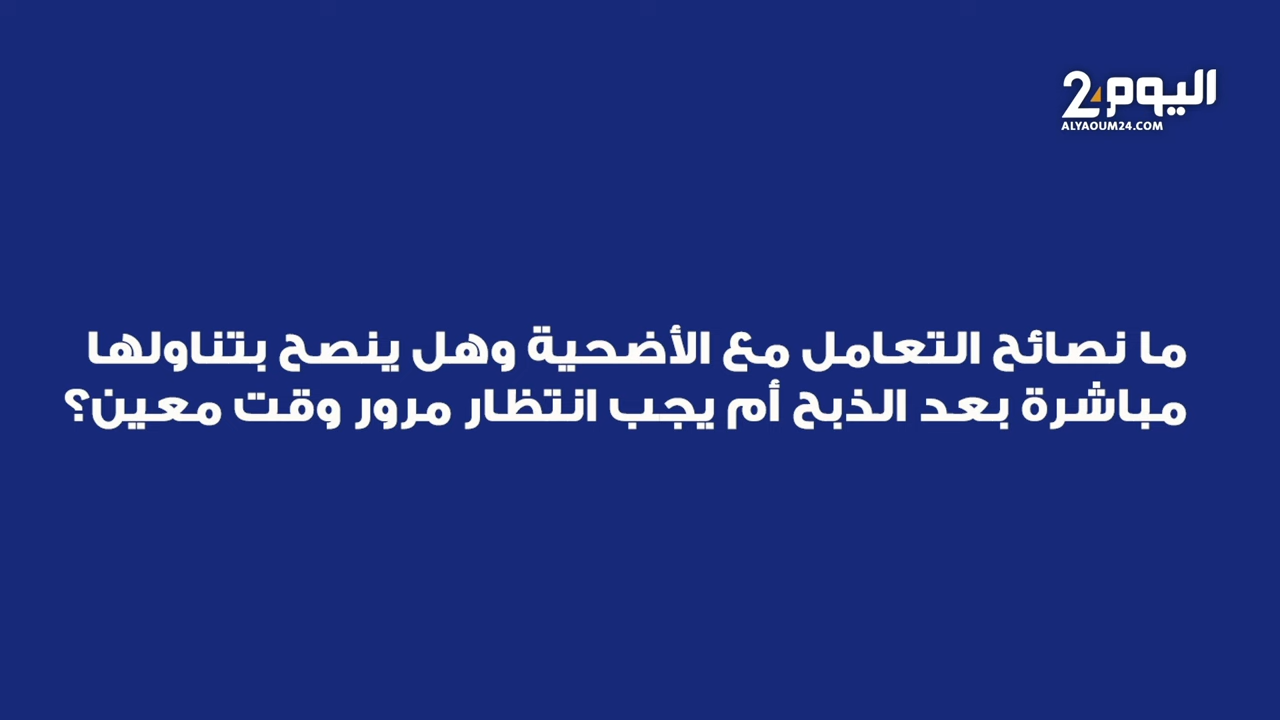 اليوم24
ALYAOUM24.COM
ما نصائح التعامل مع الأضحية وهل ينصح بتناولها
مباشرة بعد الذبح أم يجب انتظار مرور وقت معين؟